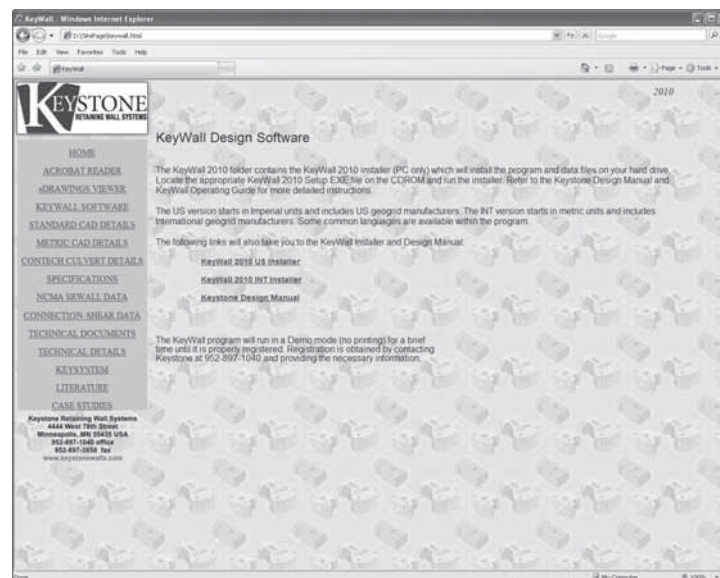 KeyWall - Windows Internet Explorer
D:\SitePage\keywall.html
Google
File Edit View Favorites Tools Help
KeyWall
Page Tools
2010
KEYSTONE
RETAINING WALL SYSTEMS
HOME
ACROBAT READER
eDRAWINGS VIEWER
KEYWALL SOFTWARE
STANDARD CAD DETAILS
METRIC CAD DETAILS
CONTECH CULVERT DETAILS
SPECIFICATIONS
NCMA SRWALL DATA
CONNECTION-SHEAR DATA
TECHNICAL DOCUMENTS
TECHNICAL DETAILS
KEYSYSTEM
LITERATURE
CASE STUDIES
Keystone Retaining Wall Systems
4444 West 78th Street
Minneapolis, MN 55435 USA
952-897-1040 office
952-897-3858 fax
www.keystonewalls.com
KeyWall Design Software
The KeyWall 2010 folder contains the KeyWall 2010 installer (PC only) which will install the program and data files on your hard drive.
Locate the appropriate KeyWall 2010 Setup EXE file on the CDROM and run the installer. Refer to the Keystone Design Manual and
KeyWall Operating Guide for more detailed instructions.
The US version starts in Imperial units and includes US geogrid manufacturers. The INT version starts in metric units and includes
International geogrid manufacturers. Some common languages are available within the program.
The following links will also take you to the KeyWall Installer and Design Manual:
KeyWall 2010 US Installer
KeyWall 2010 INT Installer
Keystone Design Manual
The KeyWall program will run in a Demo mode (no printing) for a brief
time until it is properly registered. Registration is obtained by contacting
Keystone at 952-897-1040 and providing the necessary information.
Done
My Computer
100%